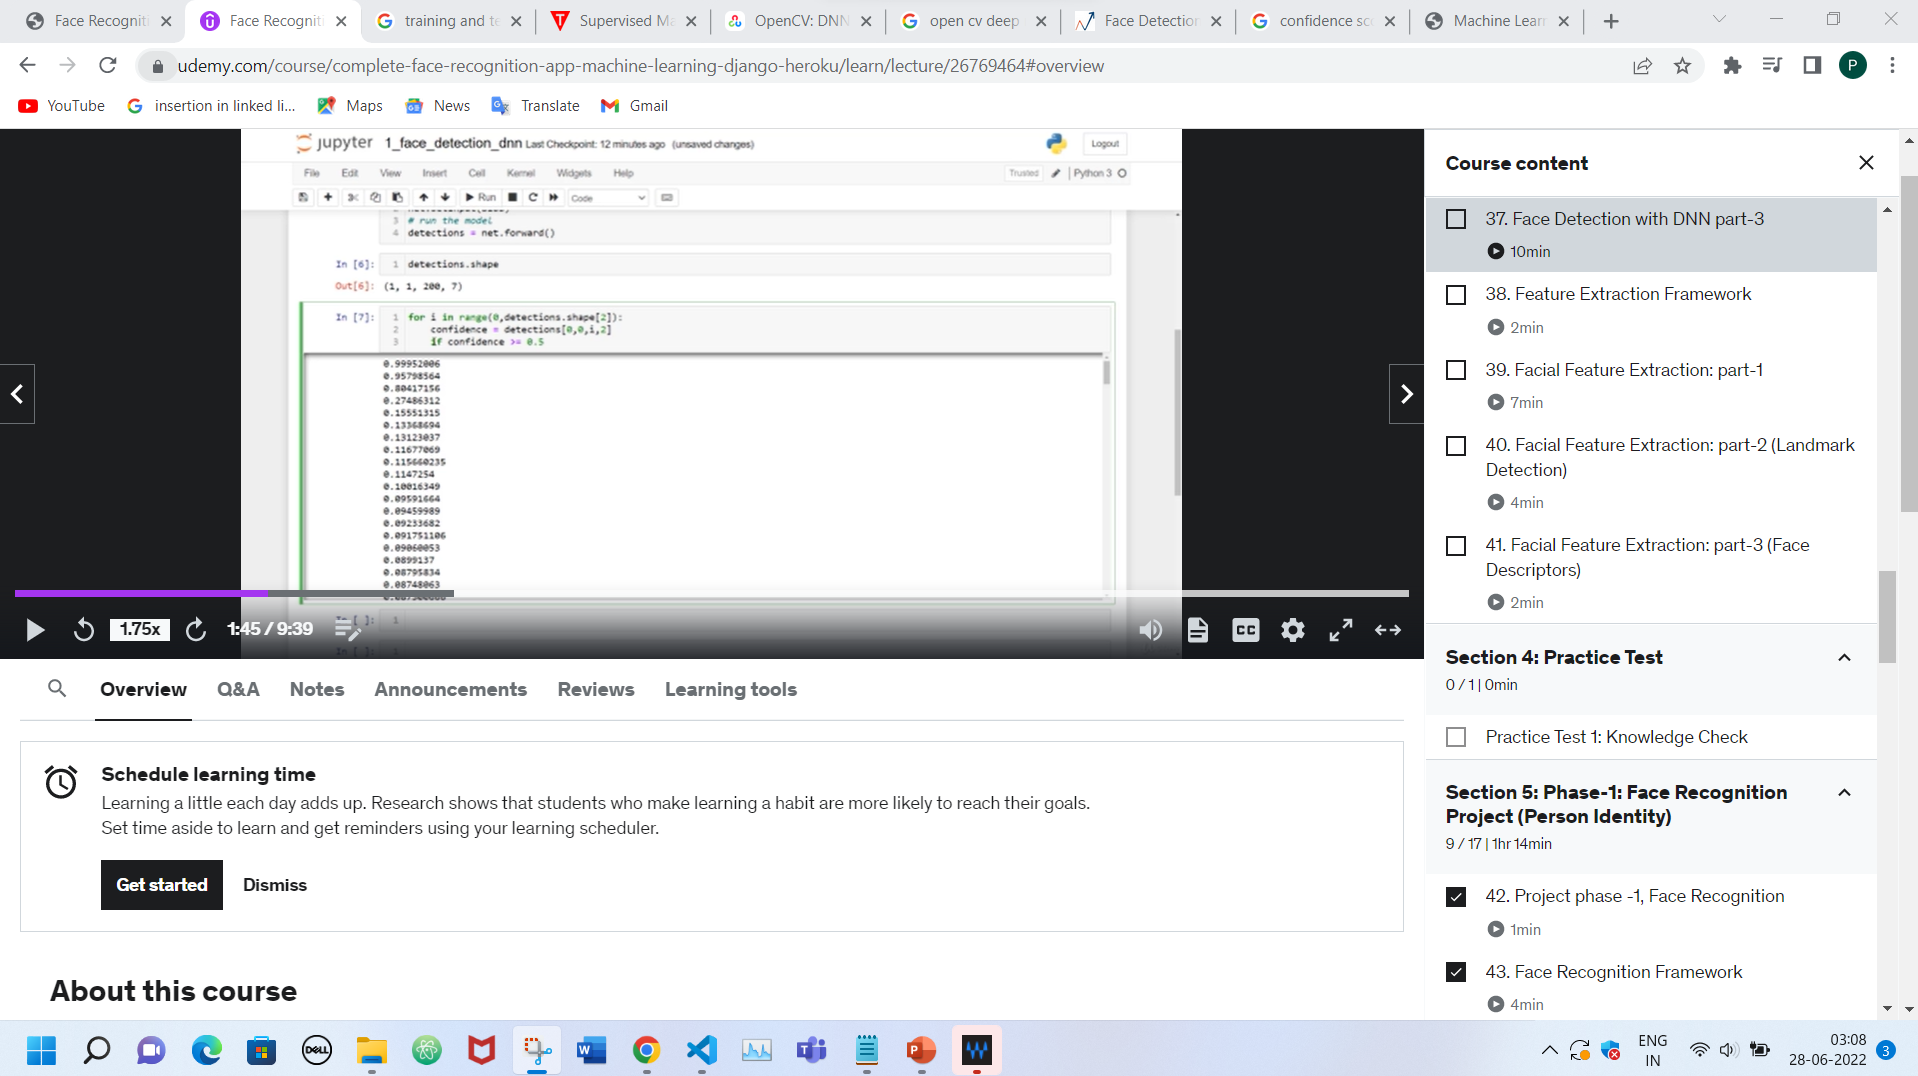 Face Recogniti
Face Recogniti
training and te
Supervised Ma
OpenCV: DNN
open cv deep
Face Detection
confidence sc
Machine Lear
udemy.com/course/complete-face-recognition-app-machine-learning-django-heroku/learn/lecture/26769464#overview
P
YouTube
insertion in linked li...
Maps
News
Translate
Gmail
jupyter 1_face_detection_dnn Last Checkpoint: 12 minutes ago (unsaved changes)
Logout
File Edit View Insert Cell Kernel Widgets Help
Trusted
Python 3
Run
Code
3 # run the model
4 detections = net.forward()
In [6]: 1 detections.shape
Out[6]: (1, 1, 200, 7)
In [7]: 1 for i in range(0,detections.shape[2]):
2 confidence = detections[0,0,i,2]
3 if confidence >= 0.5
0.99952006
0.95798564
0.80417156
0.27486312
0.15551315
0.13368694
0.13123037
0.11677069
0.115660235
0.1147254
0.10016349
0.09591664
0.09459989
0.09233682
0.091751106
0.09060053
0.0899137
0.08795834
0.08748063
In [ ]: 1
In [ ]: 1
1.75x
1:45 / 9:39
CC
Overview
Q&A
Notes
Announcements
Reviews
Learning tools
Schedule learning time
Learning a little each day adds up. Research shows that students who make learning a habit are more likely to reach their goals.
Set time aside to learn and get reminders using your learning scheduler.
Get started
Dismiss
About this course
Course content
37. Face Detection with DNN part-3
10min
38. Feature Extraction Framework
2min
39. Facial Feature Extraction: part-1
7min
40. Facial Feature Extraction: part-2 (Landmark
Detection)
4min
41. Facial Feature Extraction: part-3 (Face
Descriptors)
2min
Section 4: Practice Test
0 / 1 | 0min
Practice Test 1: Knowledge Check
Section 5: Phase-1: Face Recognition
Project (Person Identity)
9 / 17 | 1hr 14min
42. Project phase -1, Face Recognition
1min
43. Face Recognition Framework
4min
DELL
ENG
IN
03:08
28-06-2022
3